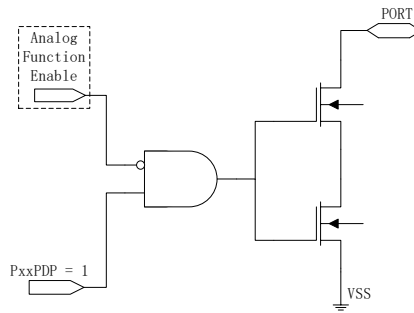 PORT
Analog
Function
Enable
PxxPDP = 1
VSS